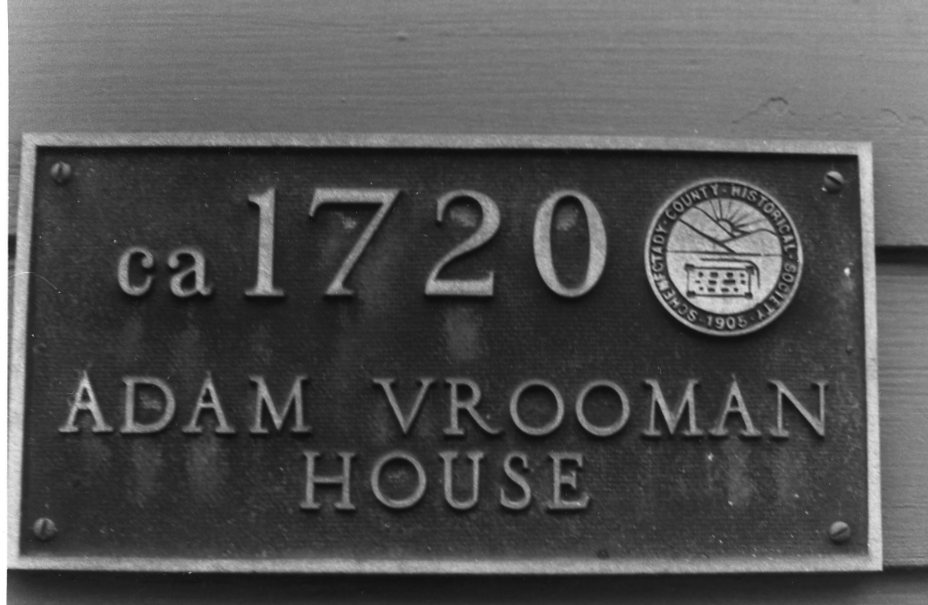 ca 1720
SCHENECTADY · COUNTY · HISTORICAL · SOCIETY
· 1905 ·
ADAM VROOMAN
HOUSE